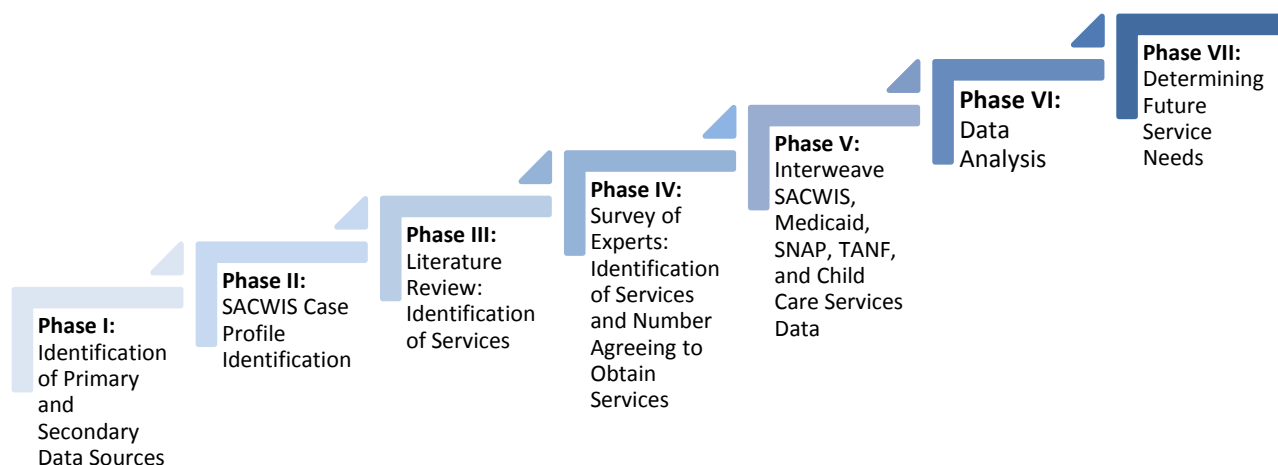 Phase I:
Identification
of Primary
and
Secondary
Data Sources
Phase II:
SACWIS Case
Profile
Identification
Phase III:
Literature
Review:
Identification
of Services
Phase IV:
Survey of
Experts:
Identification
of Services
and Number
Agreeing to
Obtain
Services
Phase V:
Interweave
SACWIS,
Medicaid,
SNAP, TANF,
and Child
Care Services
Data
Phase VI:
Data
Analysis
Phase VII:
Determining
Future
Service
Needs